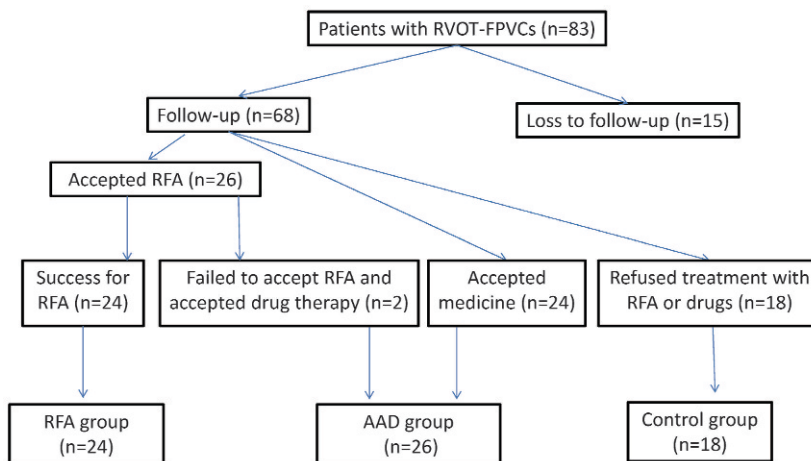 Patients with RVOT-FPVCs (n=83)
Follow-up (n=68)
Loss to follow-up (n=15)
Accepted RFA (n=26)
Success for
RFA (n=24)
Failed to accept RFA and
accepted drug therapy (n=2)
Accepted
medicine (n=24)
Refused treatment with
RFA or drugs (n=18)
RFA group
(n=24)
AAD group
(n=26)
Control group
(n=18)